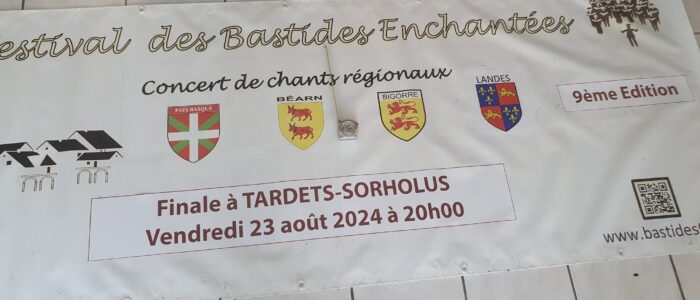 Festival des Bastides Enchantées
Concert de chants régionaux
PAYS BASQUE
BÉARN
BIGORRE
LANDES
9ème Edition
Finale à TARDETS-SORHOLUS
Vendredi 23 août 2024 à 20h00
www.bastides